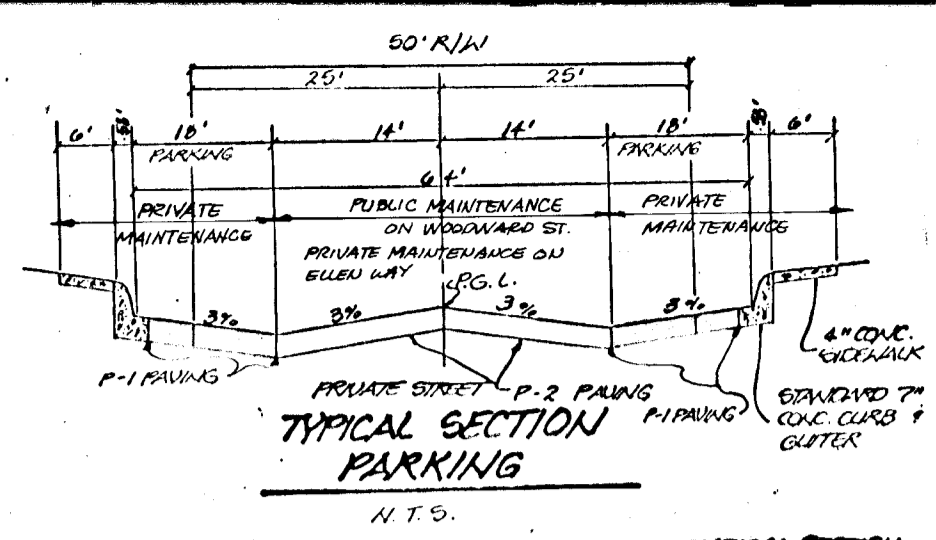 50' R/W
25' 25'
6' 18' 14' 14' 18' 6'
PARKING PARKING
64'
PRIVATE MAINTENANCE
PUBLIC MAINTENANCE
ON WOODWARD ST.
PRIVATE MAINTENANCE ON
ELLEN WAY
PRIVATE MAINTENANCE
P.G.L.
3% 3% 3% 3%
4" CONC.
SIDEWALK
P-1 PAVING
PRIVATE STREET
P-2 PAVING
P-1 PAVING
STANDARD 7"
CONC. CURB &
GUTTER
TYPICAL SECTION
PARKING
N.T.S.